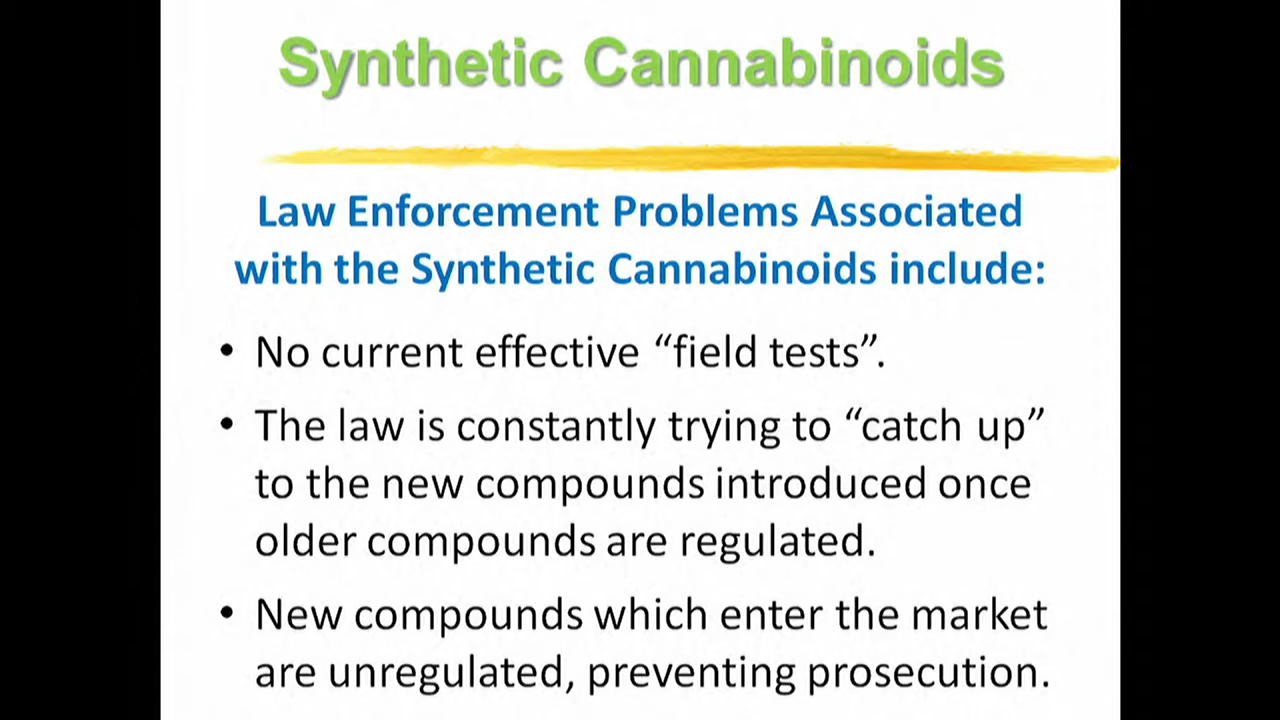 Synthetic Cannabinoids
Law Enforcement Problems Associated
with the Synthetic Cannabinoids include:
• No current effective “field tests”.
• The law is constantly trying to “catch up”
to the new compounds introduced once
older compounds are regulated.
• New compounds which enter the market
are unregulated, preventing prosecution.